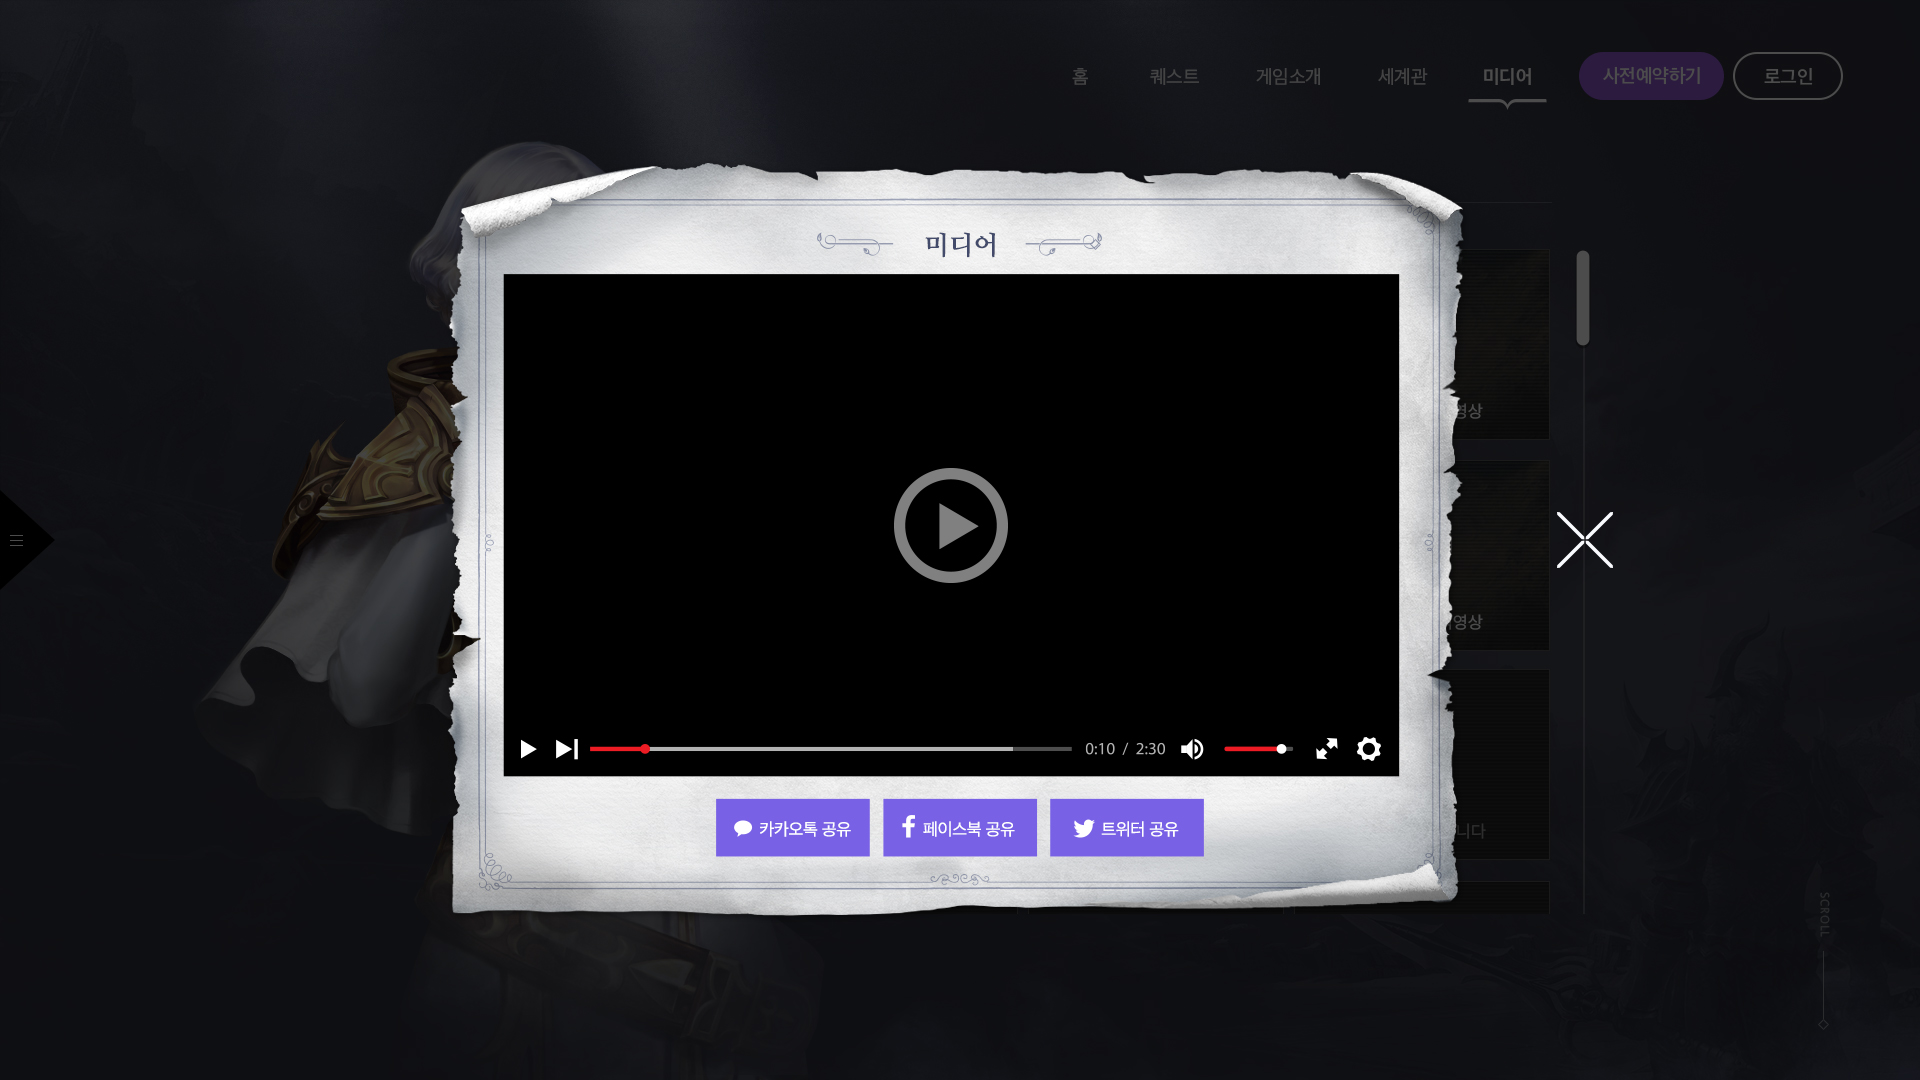 홈
퀘스트
게임소개
세계관
미디어
사전예약하기
로그인
미디어
영상
영상
니다
0:10 / 2:30
카카오톡 공유
페이스북 공유
트위터 공유
SCROLL